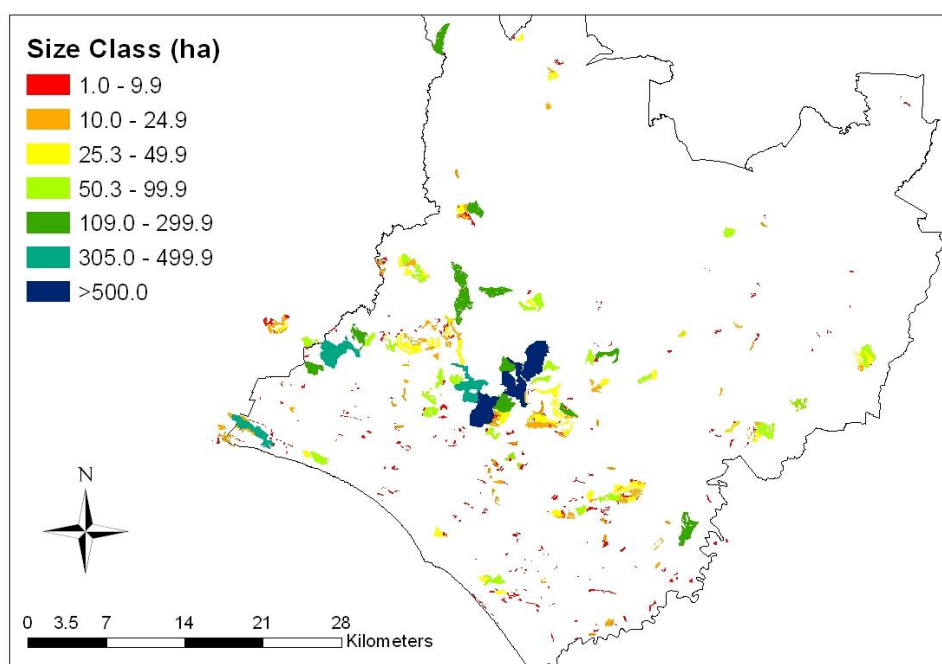 Size Class (ha)
1.0 - 9.9
10.0 - 24.9
25.3 - 49.9
50.3 - 99.9
109.0 - 299.9
305.0 - 499.9
>500.0
N
0 3.5 7 14 21 28
Kilometers